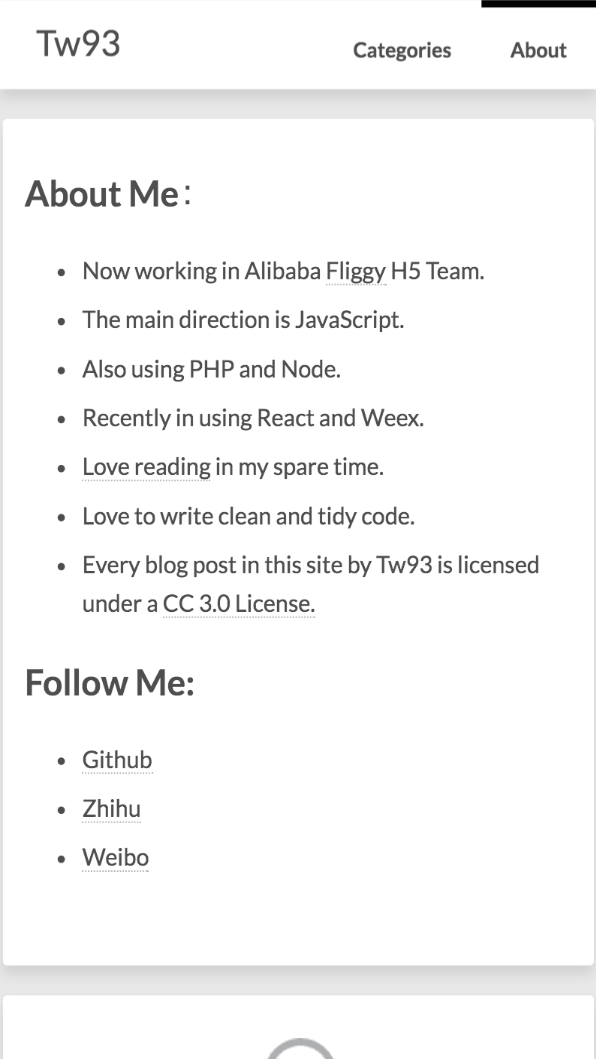 Tw93
Categories
About
About Me：
Now working in Alibaba Fliggy H5 Team.
The main direction is JavaScript.
Also using PHP and Node.
Recently in using React and Weex.
Love reading in my spare time.
Love to write clean and tidy code.
Every blog post in this site by Tw93 is licensed
under a CC 3.0 License.
Follow Me:
Github
Zhihu
Weibo